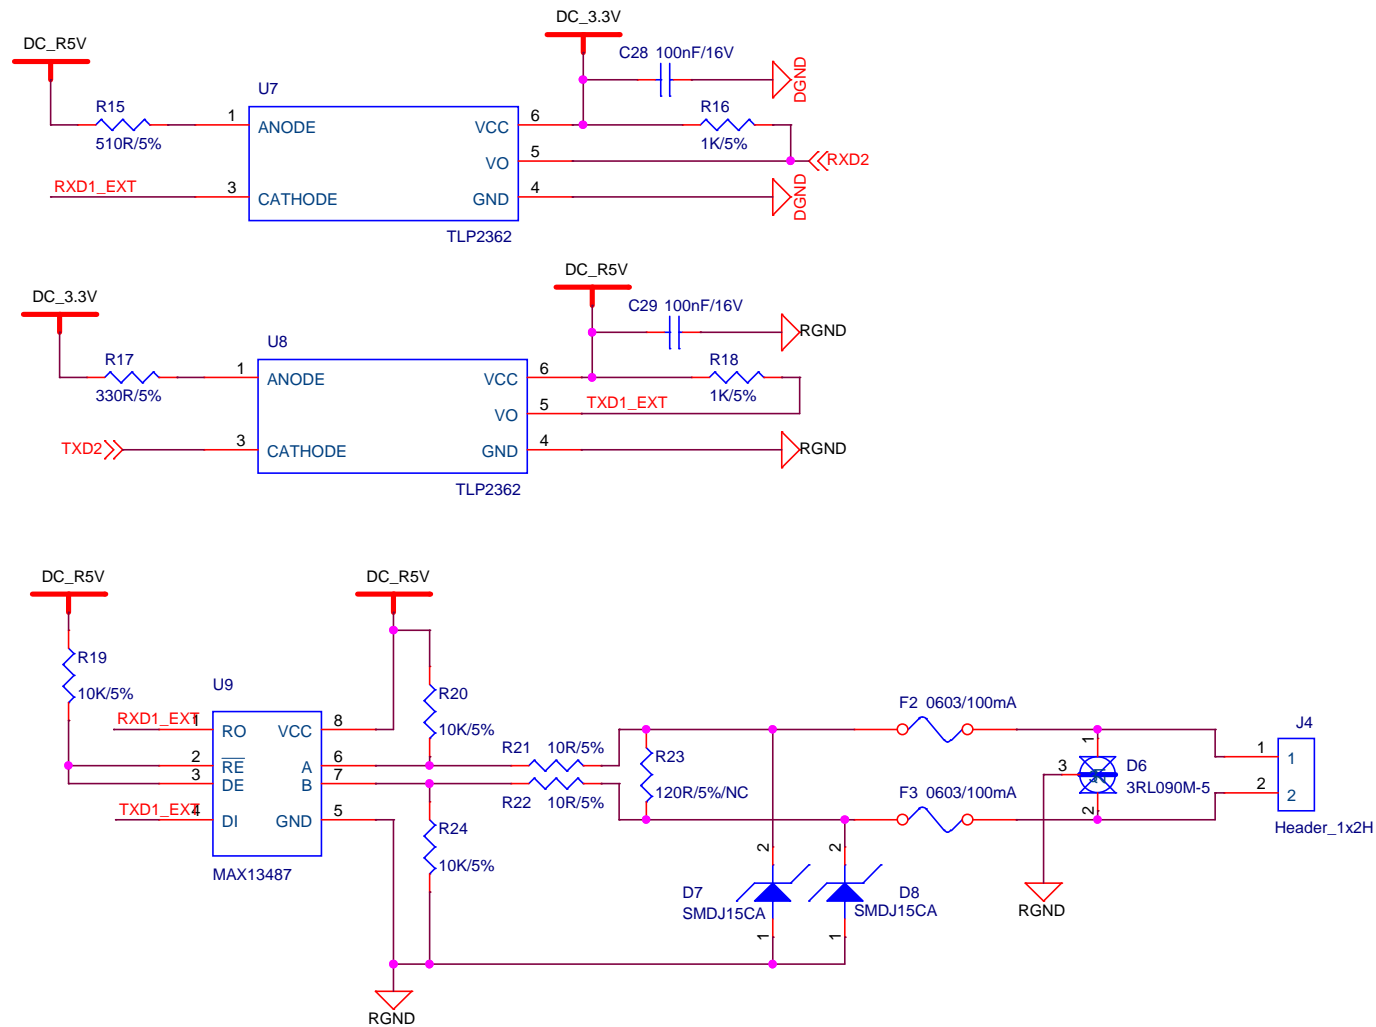 DC_R5V
DC_3.3V
C28 100nF/16V
DGND
U7
R15
510R/5%
1
ANODE
VCC
6
R16
1K/5%
VO
5
RXD2
RXD1_EXT
3
CATHODE
GND
4
DGND
TLP2362
DC_R5V
DC_3.3V
C29 100nF/16V
RGND
U8
R17
330R/5%
1
ANODE
VCC
6
R18
1K/5%
VO
5
TXD1_EXT
TXD2
3
CATHODE
GND
4
RGND
TLP2362
DC_R5V
DC_R5V
R19
10K/5%
U9
R20
10K/5%
RXD1_EXT
1
RO
VCC
8
2
RE
A
6
3
DE
B
7
TXD1_EXT
4
DI
GND
5
MAX13487
R21 10R/5%
R22 10R/5%
R23
120R/5%/NC
R24
10K/5%
F2 0603/100mA
F3 0603/100mA
1
3
2
D6
3RL090M-5
J4
1
1
2
2
Header_1x2H
2
2
D7
SMDJ15CA
D8
SMDJ15CA
1
1
RGND
RGND